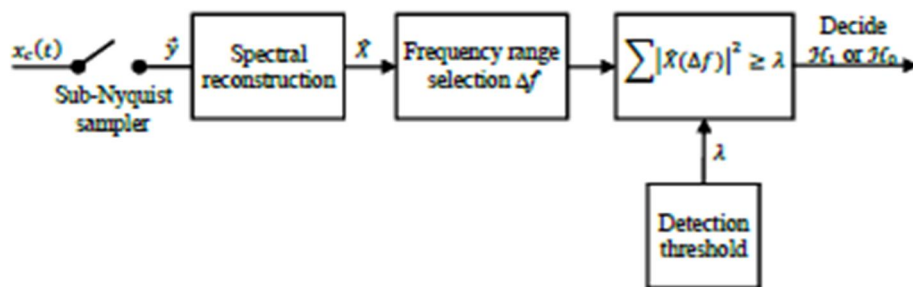 x_c(t)
ŷ
Sub-Nyquist
sampler
Spectral
reconstruction
X̂
Frequency range
selection Δf
∑|X̂(Δf)|² ≥ λ
Decide
ℋ₁ or ℋ₀
λ
Detection
threshold